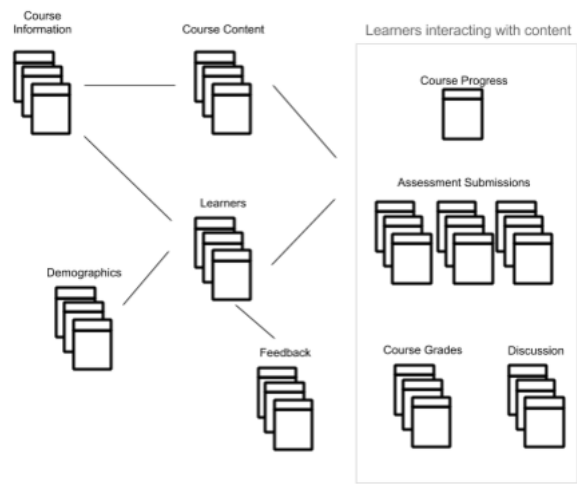 Course
Information
Course Content
Learners interacting with content
Course Progress
Assessment Submissions
Learners
Demographics
Feedback
Course Grades
Discussion